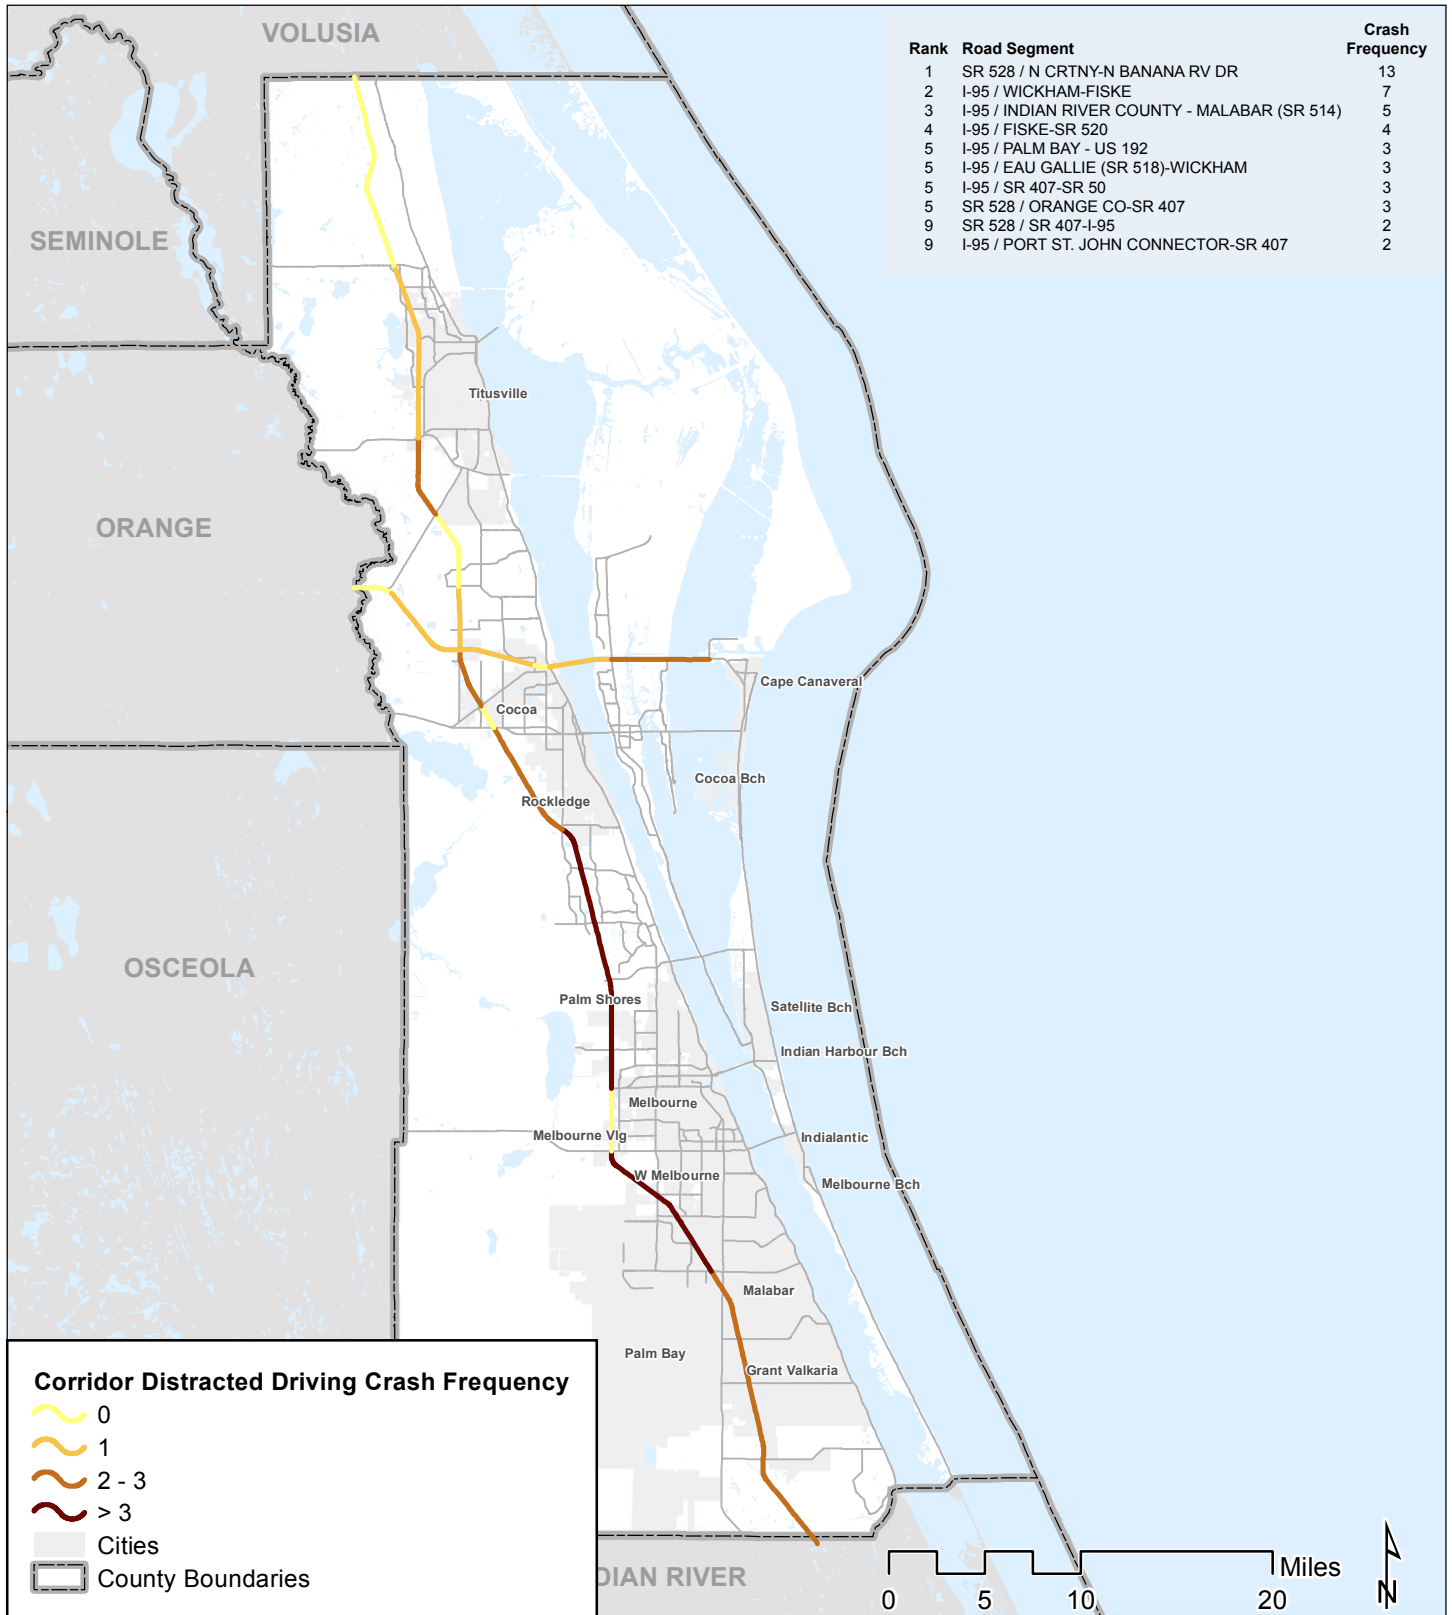 VOLUSIA
Crash
Rank Road Segment Frequency
1 SR 528 / N CRTNY-N BANANA RV DR 13
2 I-95 / WICKHAM-FISKE 7
3 I-95 / INDIAN RIVER COUNTY - MALABAR (SR 514) 5
4 I-95 / FISKE-SR 520 4
5 I-95 / PALM BAY - US 192 3
5 I-95 / EAU GALLIE (SR 518)-WICKHAM 3
5 I-95 / SR 407-SR 50 3
5 SR 528 / ORANGE CO-SR 407 3
9 SR 528 / SR 407-I-95 2
9 I-95 / PORT ST. JOHN CONNECTOR-SR 407 2
SEMINOLE
Titusville
ORANGE
Cape Canaveral
Cocoa
Cocoa Bch
Rockledge
OSCEOLA
Palm Shores
Satellite Bch
Indian Harbour Bch
Melbourne
Melbourne Vlg
Indialantic
W Melbourne
Melbourne Bch
Malabar
Palm Bay
Grant Valkaria
Corridor Distracted Driving Crash Frequency
0
1
2 - 3
> 3
Cities
County Boundaries
DIAN RIVER
Miles
0 5 10 20
N